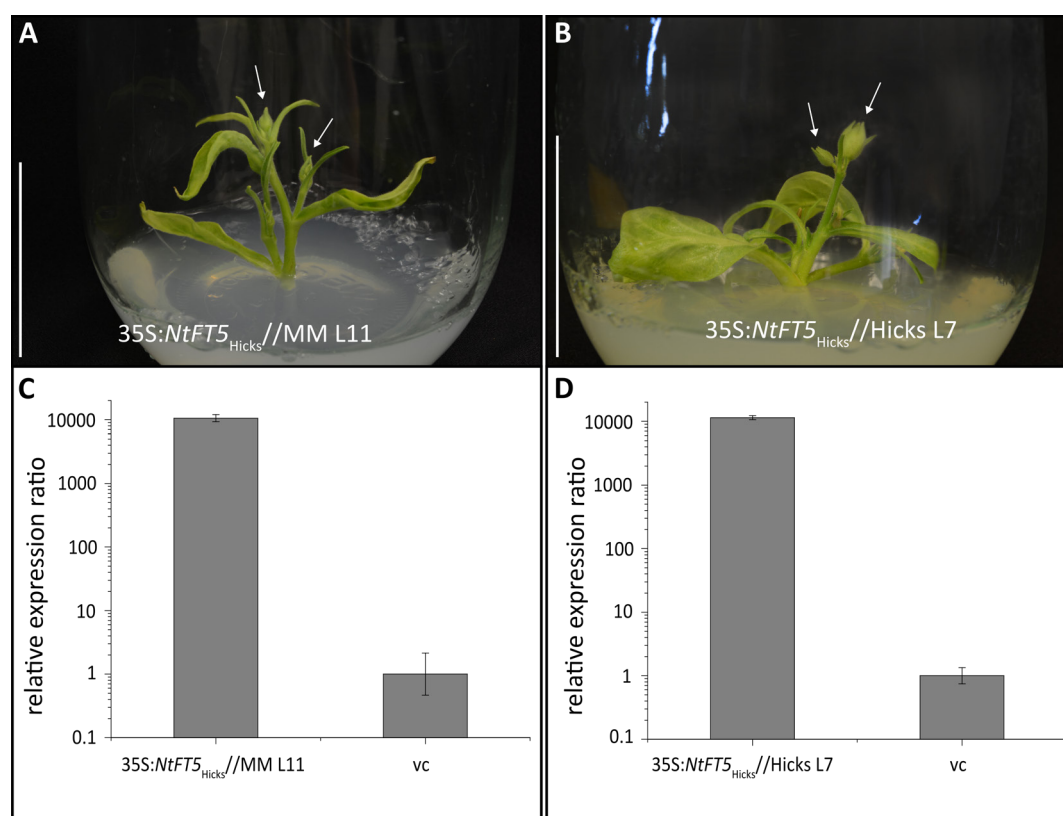 A
35S:NtFT5Hicks//MM L11
B
35S:NtFT5Hicks//Hicks L7
C
relative expression ratio
10000
1000
100
10
1
0.1
35S:NtFT5Hicks//MM L11
vc
D
relative expression ratio
10000
1000
100
10
1
0.1
35S:NtFT5Hicks//Hicks L7
vc